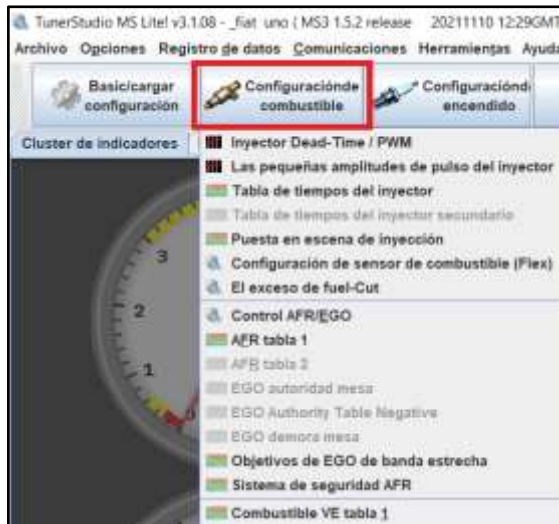 TunerStudio MS Lite! v3.1.08 - _fiat uno ( MS3 1.5.2 release 20211110 12:29GMT
Archivo Opciones Registro de datos Comunicaciones Herramientas Ayuda
Basic/cargar configuración
Configuraciónde combustible
Configuraciónd encendido
Cluster de indicadores
Inyector Dead-Time / PWM
Las pequeñas amplitudes de pulso del inyector
Tabla de tiempos del inyector
Tabla de tiempos del inyector secundario
Puesta en escena de inyección
Configuración de sensor de combustible (Flex)
El exceso de fuel-Cut
Control AFR/EGO
AFR tabla 1
AFR tabla 2
EGO autoridad mesa
EGO Authority Table Negative
EGO demora mesa
Objetivos de EGO de banda estrecha
Sistema de seguridad AFR
Combustible VE tabla 1
3
2
1
0